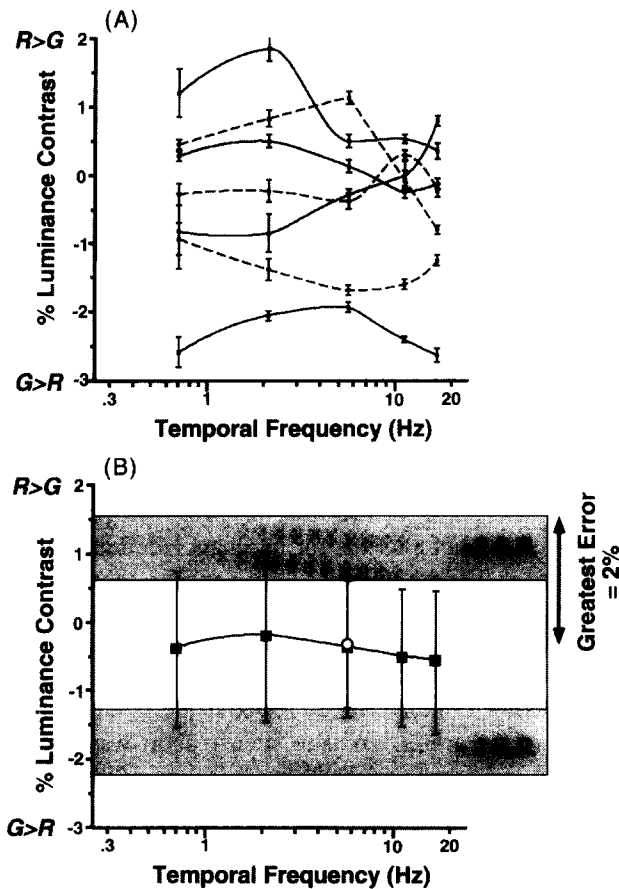 (A)
R>G
2
1
0
-1
-2
-3
G>R
% Luminance Contrast
.3
1
10
20
Temporal Frequency (Hz)
(B)
R>G
2
1
0
-1
-2
-3
G>R
% Luminance Contrast
Greatest Error
= 2%
.3
1
10
20
Temporal Frequency (Hz)